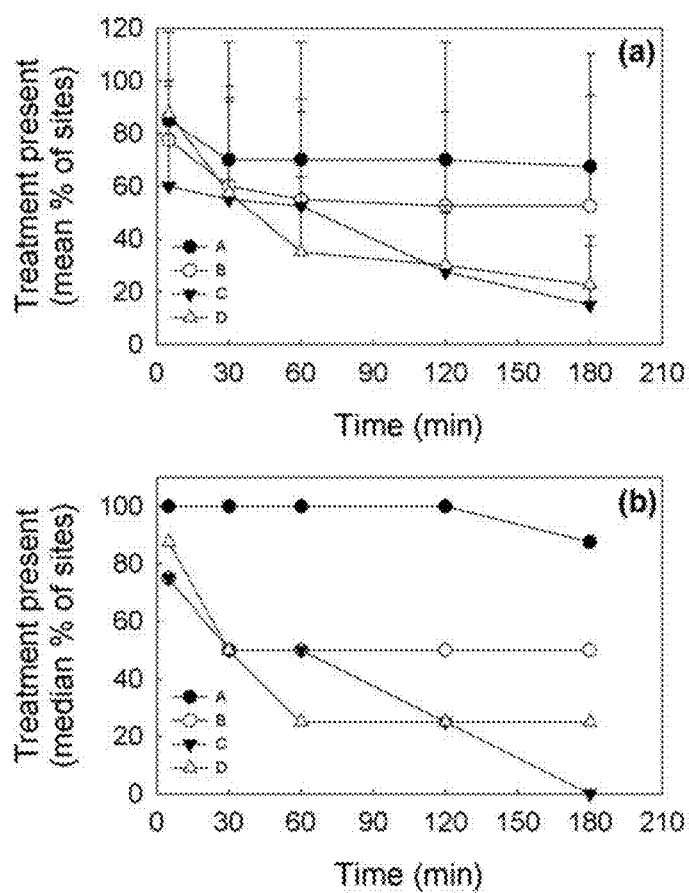 (a)
Treatment present
(mean % of sites)
120
100
80
60
40
20
0
A
B
C
D
0 30 60 90 120 150 180 210
Time (min)
(b)
Treatment present
(median % of sites)
100
80
60
40
20
0
A
B
C
D
0 30 60 90 120 150 180 210
Time (min)